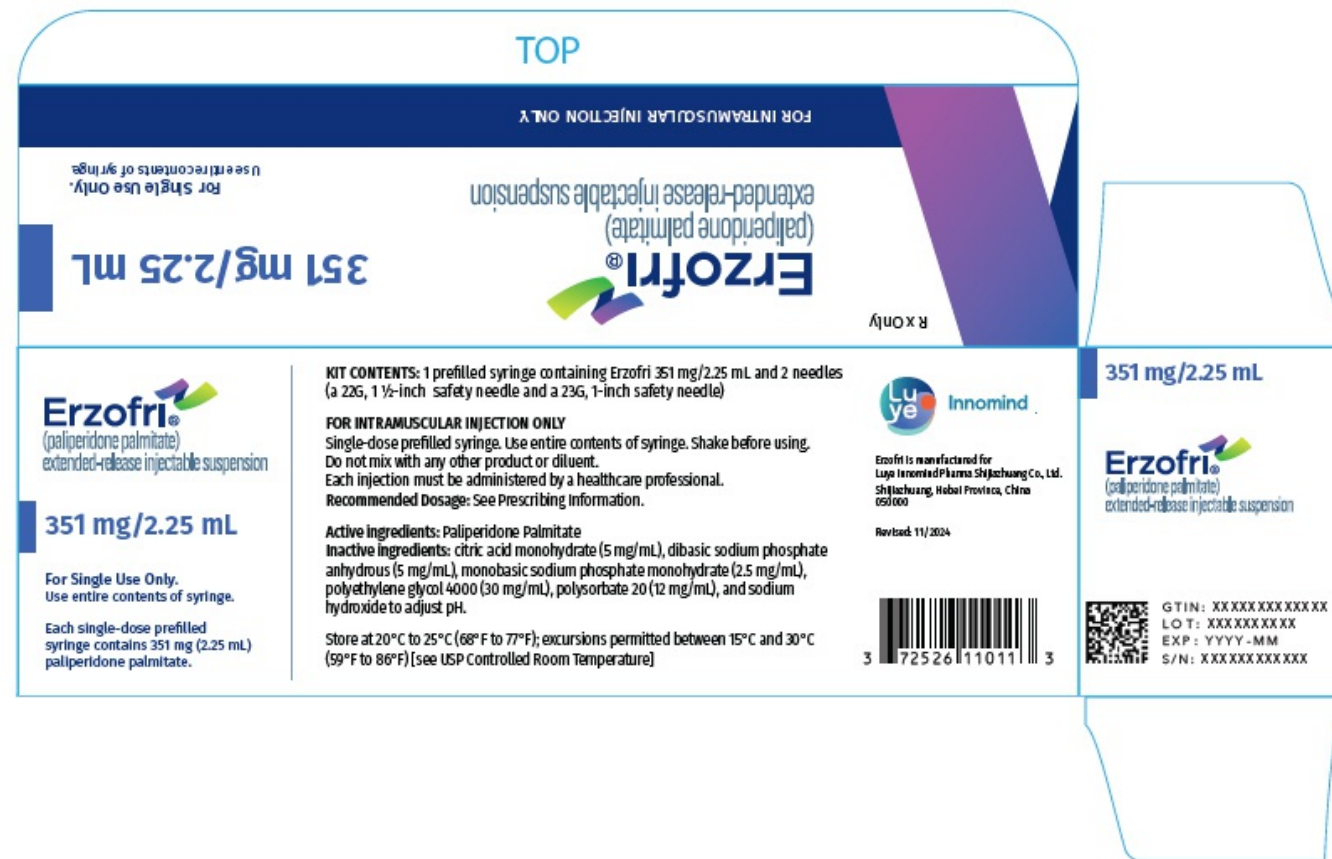 TOP
FOR INTRAMUSCULAR INJECTION ONLY
Erzofri®
(paliperidone palmitate)
extended-release injectable suspension
351 mg/2.25 mL
For Single Use Only.
Use entire contents of syringe.
Rx Only
Erzofri®
(paliperidone palmitate)
extended-release injectable suspension
351 mg/2.25 mL
For Single Use Only.
Use entire contents of syringe.
Each single-dose prefilled
syringe contains 351 mg (2.25 mL)
paliperidone palmitate.
KIT CONTENTS: 1 prefilled syringe containing Erzofri 351 mg/2.25 mL and 2 needles
(a 22G, 1 ½-inch safety needle and a 23G, 1-inch safety needle)
FOR INTRAMUSCULAR INJECTION ONLY
Single-dose prefilled syringe. Use entire contents of syringe. Shake before using.
Do not mix with any other product or diluent.
Each injection must be administered by a healthcare professional.
Recommended Dosage: See Prescribing Information.
Active ingredients: Paliperidone Palmitate
Inactive ingredients: citric acid monohydrate (5 mg/mL), dibasic sodium phosphate
anhydrous (5 mg/mL), monobasic sodium phosphate monohydrate (2.5 mg/mL),
polyethylene glycol 4000 (30 mg/mL), polysorbate 20 (12 mg/mL), and sodium
hydroxide to adjust pH.
Store at 20°C to 25°C (68°F to 77°F); excursions permitted between 15°C and 30°C
(59°F to 86°F) [see USP Controlled Room Temperature]
Luye Innomind
Erzofri is manufactured for
Luye Innomind Pharma Shijiazhuang Co., Ltd.
Shijiazhuang, Hebei Province, China
050000
Revised: 11/2024
3 72526 11011 3
351 mg/2.25 mL
Erzofri®
(paliperidone palmitate)
extended-release injectable suspension
GTIN: XXXXXXXXXXXXX
LOT: XXXXXXXXXX
EXP: YYYY-MM
S/N: XXXXXXXXXXXX